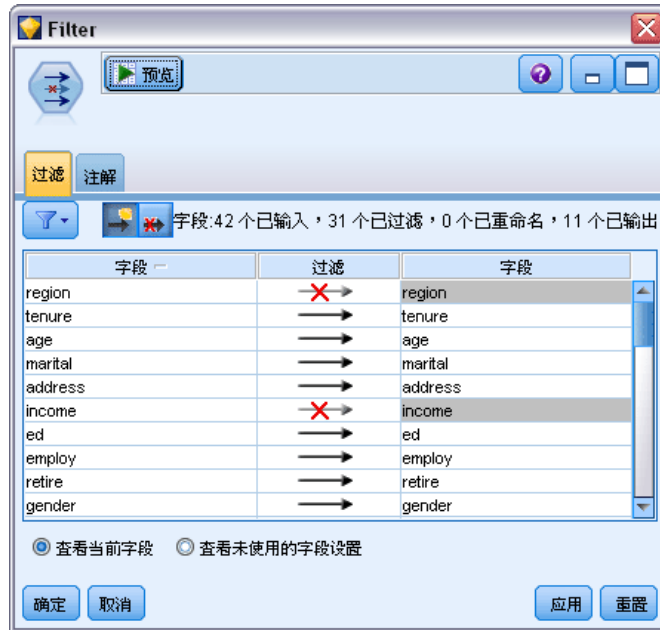 Filter
预览
过滤 注解
字段:42 个已输入，31 个已过滤，0 个已重命名，11 个已输出
字段 过滤 字段
region region
tenure tenure
age age
marital marital
address address
income income
ed ed
employ employ
retire retire
gender gender
查看当前字段 查看未使用的字段设置
确定 取消 应用 重置